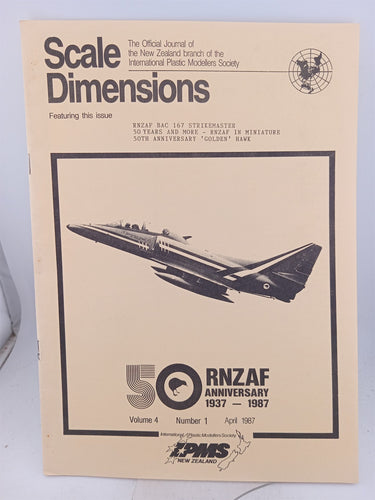 Scale
Dimensions
The Official Journal of
the New Zealand branch of the
International Plastic Modellers Society
Featuring this issue
RNZAF BAC 167 STRIKEMASTER
50 YEARS AND MORE - RNZAF IN MINIATURE
50TH ANNIVERSARY 'GOLDEN' HAWK
50 RNZAF
ANNIVERSARY
1937 — 1987
Volume 4 Number 1 April 1987
International Plastic Modellers Society
IPMS
NEW ZEALAND